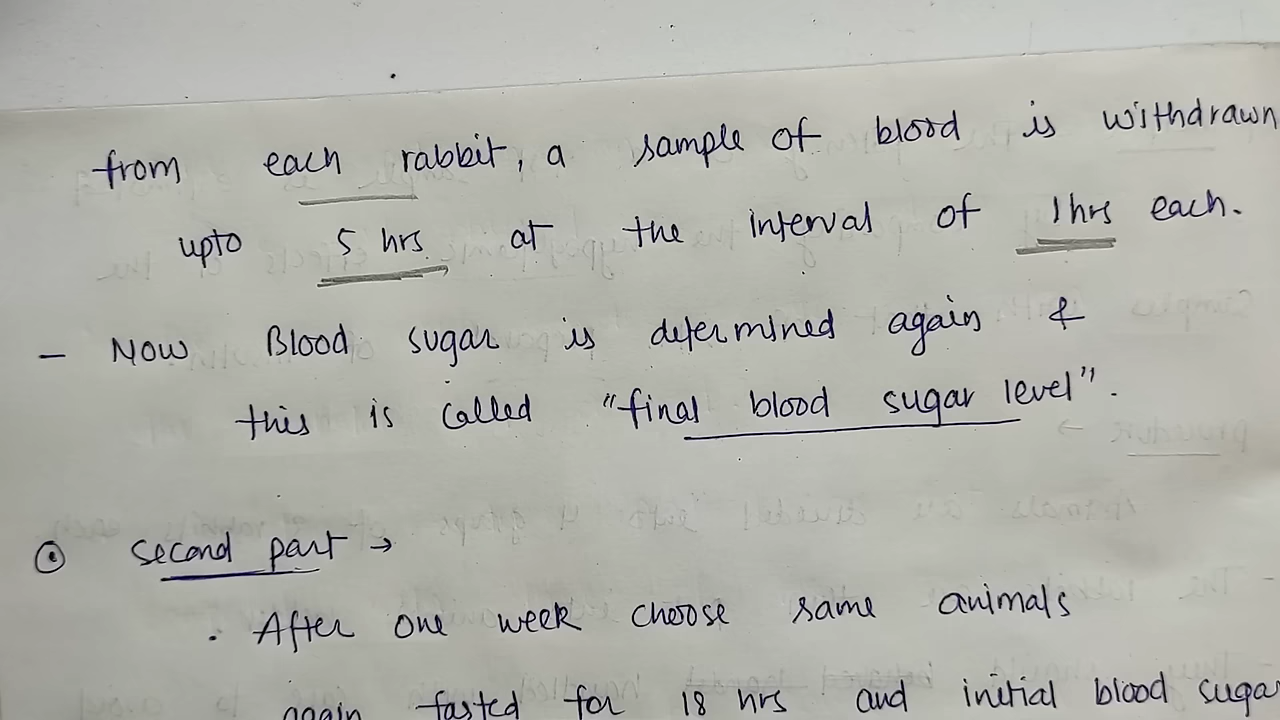 from each rabbit, a sample of blood is withdrawn
upto 5 hrs at the interval of 1hrs each.
- Now Blood sugar is determined again &
this is called "final blood sugar level".
⊙ second part →
. After one week choose same animals
again fasted for 18 hrs and initial blood sugar